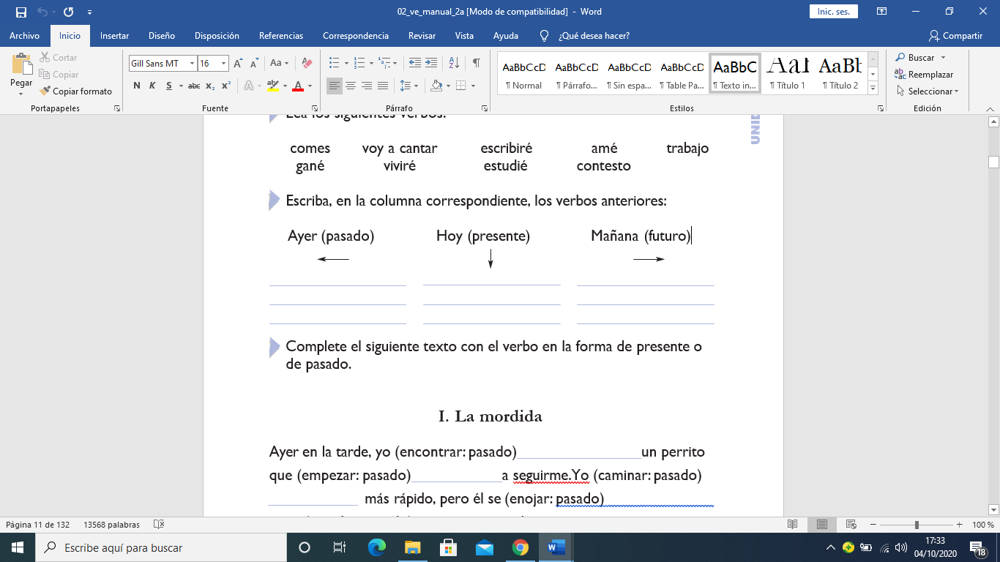 02_ve_manual_2a [Modo de compatibilidad] - Word
Inic. ses.
Archivo Inicio Insertar Diseño Disposición Referencias Correspondencia Revisar Vista Ayuda ¿Qué desea hacer? Compartir
Pegar
Cortar
Copiar
Copiar formato
Portapapeles
Gill Sans MT 16
N K S abc x₂ x²
Fuente
Párrafo
AaBbCcD AaBbCcD AaBbCcD AaBbCcD AaBbC AaI AaBb
¶ Normal ¶ Párrafo... ¶ Sin espa... ¶ Table Pa... ¶ Texto in... ¶ Título 1 ¶ Título 2
Estilos
Buscar
Reemplazar
Seleccionar
Edición
Lea los siguientes verbos:
comes voy a cantar escribiré amé trabajo
gané viviré estudié contesto
Escriba, en la columna correspondiente, los verbos anteriores:
Ayer (pasado) Hoy (presente) Mañana (futuro)
Complete el siguiente texto con el verbo en la forma de presente o
de pasado.
I. La mordida
Ayer en la tarde, yo (encontrar: pasado) un perrito
que (empezar: pasado) a seguirme.Yo (caminar: pasado)
más rápido, pero él se (enojar: pasado)
Página 11 de 132 13568 palabras 100 %
Escribe aquí para buscar
17:33
04/10/2020
18